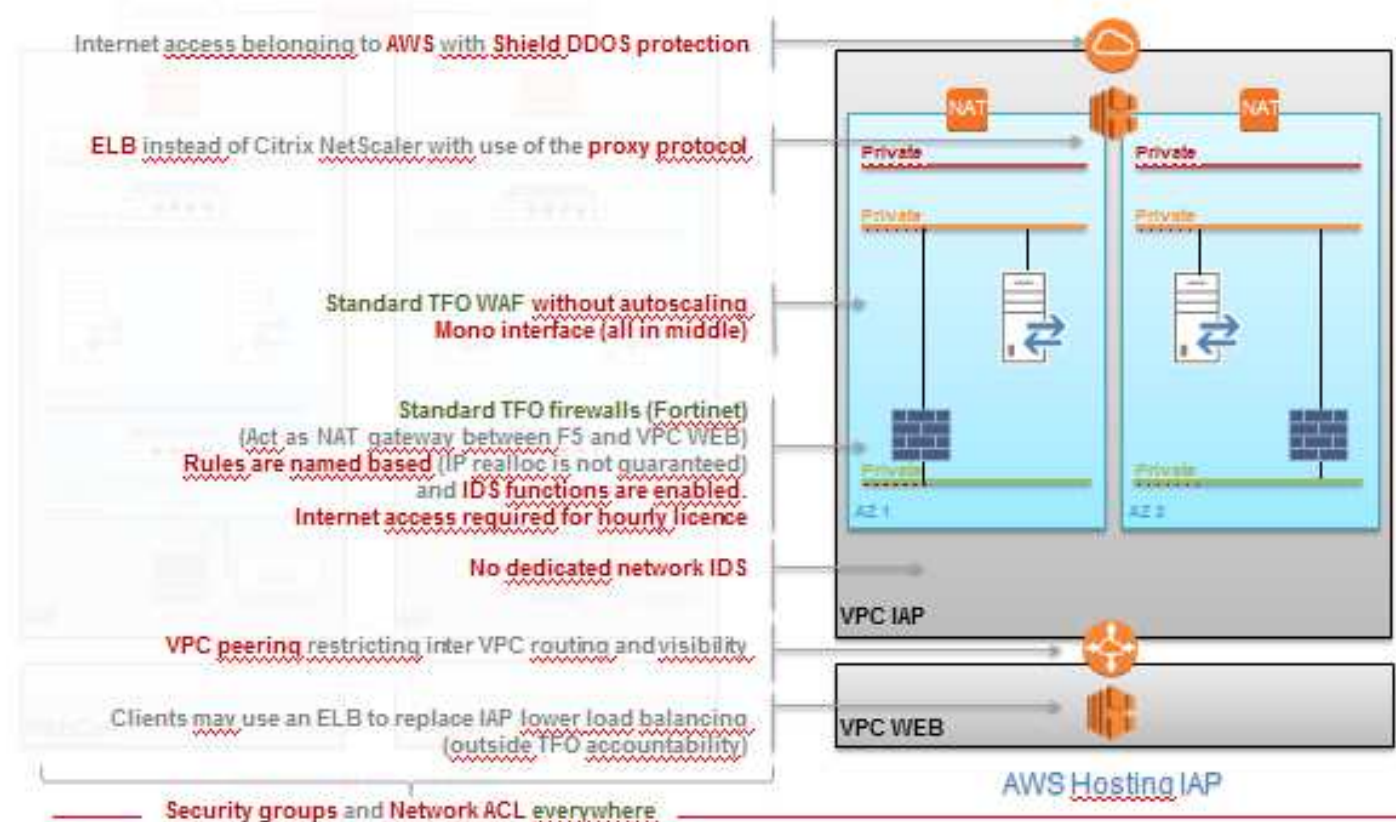 Internet access belonging to AWS with Shield DDOS protection
ELB instead of Citrix NetScaler with use of the proxy protocol
Standard TFO WAF without autoscaling
Mono interface (all in middle)
Standard TFO firewalls (Fortinet)
(Act as NAT gateway between F5 and VPC WEB)
Rules are named based (IP realloc is not guaranteed)
and IDS functions are enabled.
Internet access required for hourly licence
No dedicated network IDS
VPC peering restricting inter VPC routing and visibility
Clients may use an ELB to replace IAP lower load balancing
(outside TFO accountability)
Security groups and Network ACL everywhere
NAT
NAT
Private
Private
Private
Private
Private
Private
AZ 1
AZ 2
VPC IAP
VPC WEB
AWS Hosting IAP